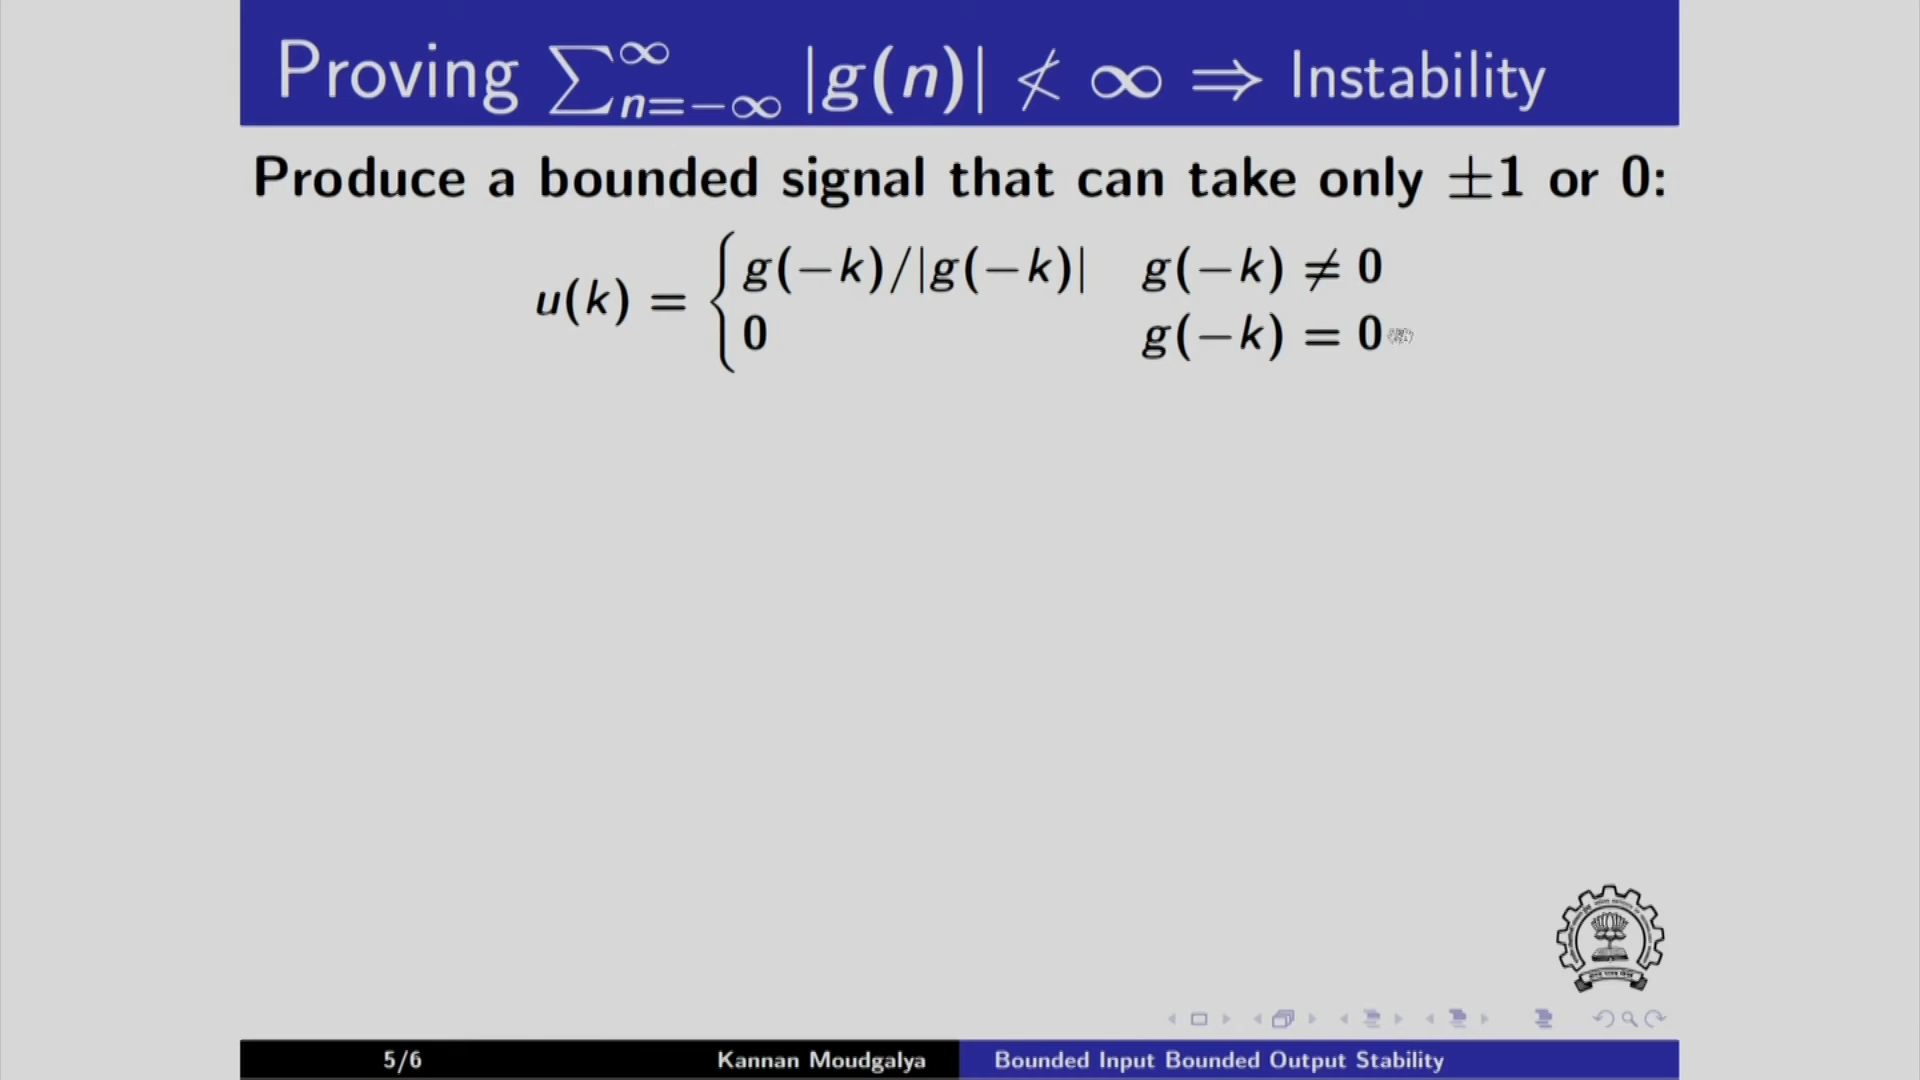 Proving ∑_{n=−∞}^{∞} |g(n)| ≮ ∞ ⇒ Instability
Produce a bounded signal that can take only ±1 or 0:
u(k) = { g(−k)/|g(−k)|   g(−k) ≠ 0
0   g(−k) = 0
5/6   Kannan Moudgalya   Bounded Input Bounded Output Stability